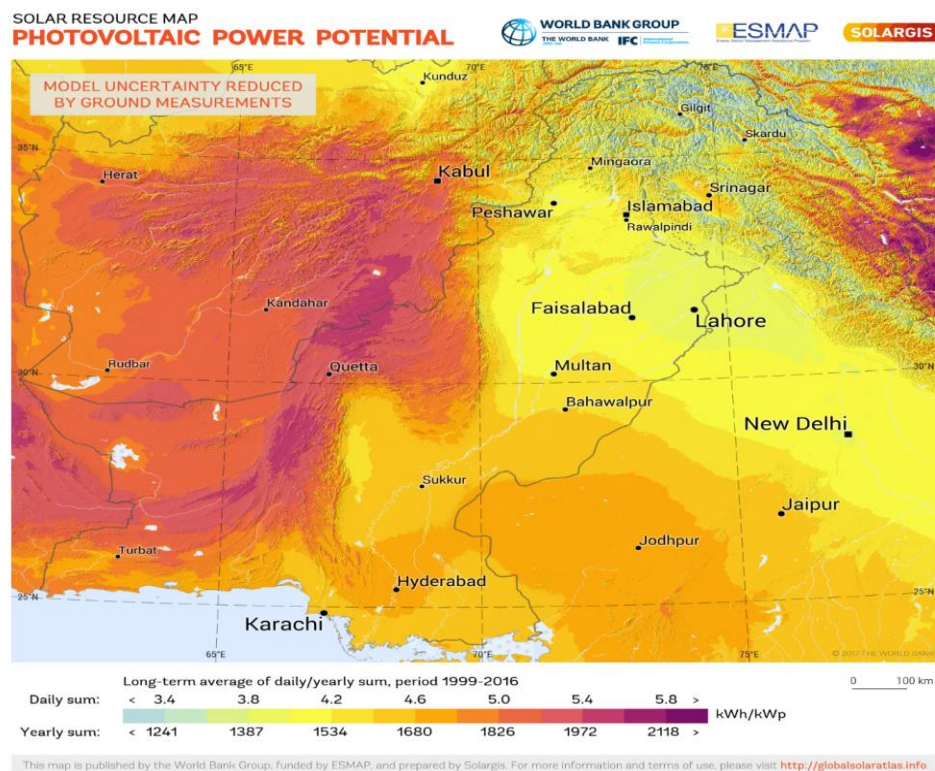 SOLAR RESOURCE MAP
PHOTOVOLTAIC POWER POTENTIAL
WORLD BANK GROUP
THE WORLD BANK IFC
ESMAP
SOLARGIS
MODEL UNCERTAINTY REDUCED
BY GROUND MEASUREMENTS
65°E
70°E
75°E
Kunduz
Gilgit
Skardu
35°N
35°N
Herat
Kabul
Mingaora
Srinagar
Peshawar
Islamabad
Rawalpindi
Kandahar
Faisalabad
Lahore
Rudbar
Quetta
Multan
30°N
30°N
Bahawalpur
New Delhi
Sukkur
Jaipur
Turbat
Jodhpur
Hyderabad
25°N
25°N
Karachi
65°E
70°E
75°E
© 2017 THE WORLD BANK
Long-term average of daily/yearly sum, period 1999-2016
0 100 km
Daily sum: < 3.4 3.8 4.2 4.6 5.0 5.4 5.8 >
kWh/kWp
Yearly sum: < 1241 1387 1534 1680 1826 1972 2118 >
This map is published by the World Bank Group, funded by ESMAP, and prepared by Solargis. For more information and terms of use, please visit http://globalsolaratlas.info.